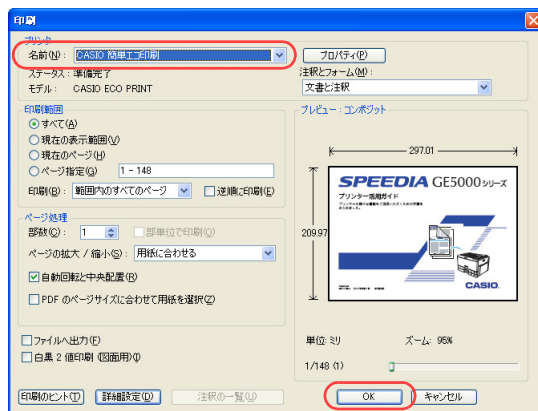 印刷
プリンタ
名前(N): CASIO 簡単エコ印刷
プロパティ(P)
ステータス: 準備完了
注釈とフォーム(M):
モデル: CASIO ECO PRINT
文書と注釈
印刷範囲
すべて(A)
現在の表示範囲(V)
現在のページ(H)
ページ指定(G) 1 - 148
印刷(R): 範囲内のすべてのページ 逆順に印刷(E)
ページ処理
部数(C): 1 部単位で印刷(O)
ページの拡大 / 縮小(S): 用紙に合わせる
自動回転と中央配置(R)
PDF のページサイズに合わせて用紙を選択(Z)
ファイルへ出力(F)
白黒 2 値印刷 (図面用)(I)
プレビュー: コンポジット
297.01
209.97
SPEEDIA GE5000シリーズ
プリンター活用ガイド
CASIO
単位: ミリ ズーム: 95%
1/148 (1)
印刷のヒント(T) 詳細設定(D) 注釈の一覧(U) OK キャンセル